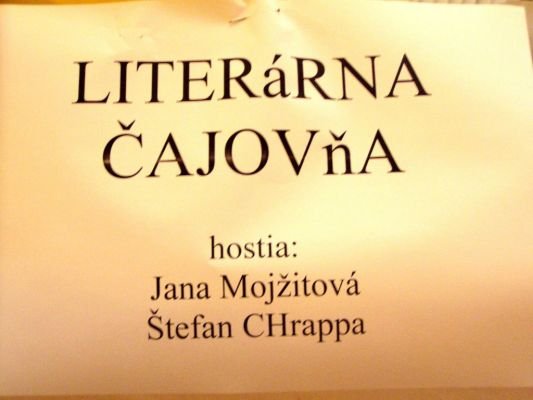 LITERáRNA
ČAJOVňA
hostia:
Jana Mojžitová
Štefan CHrappa